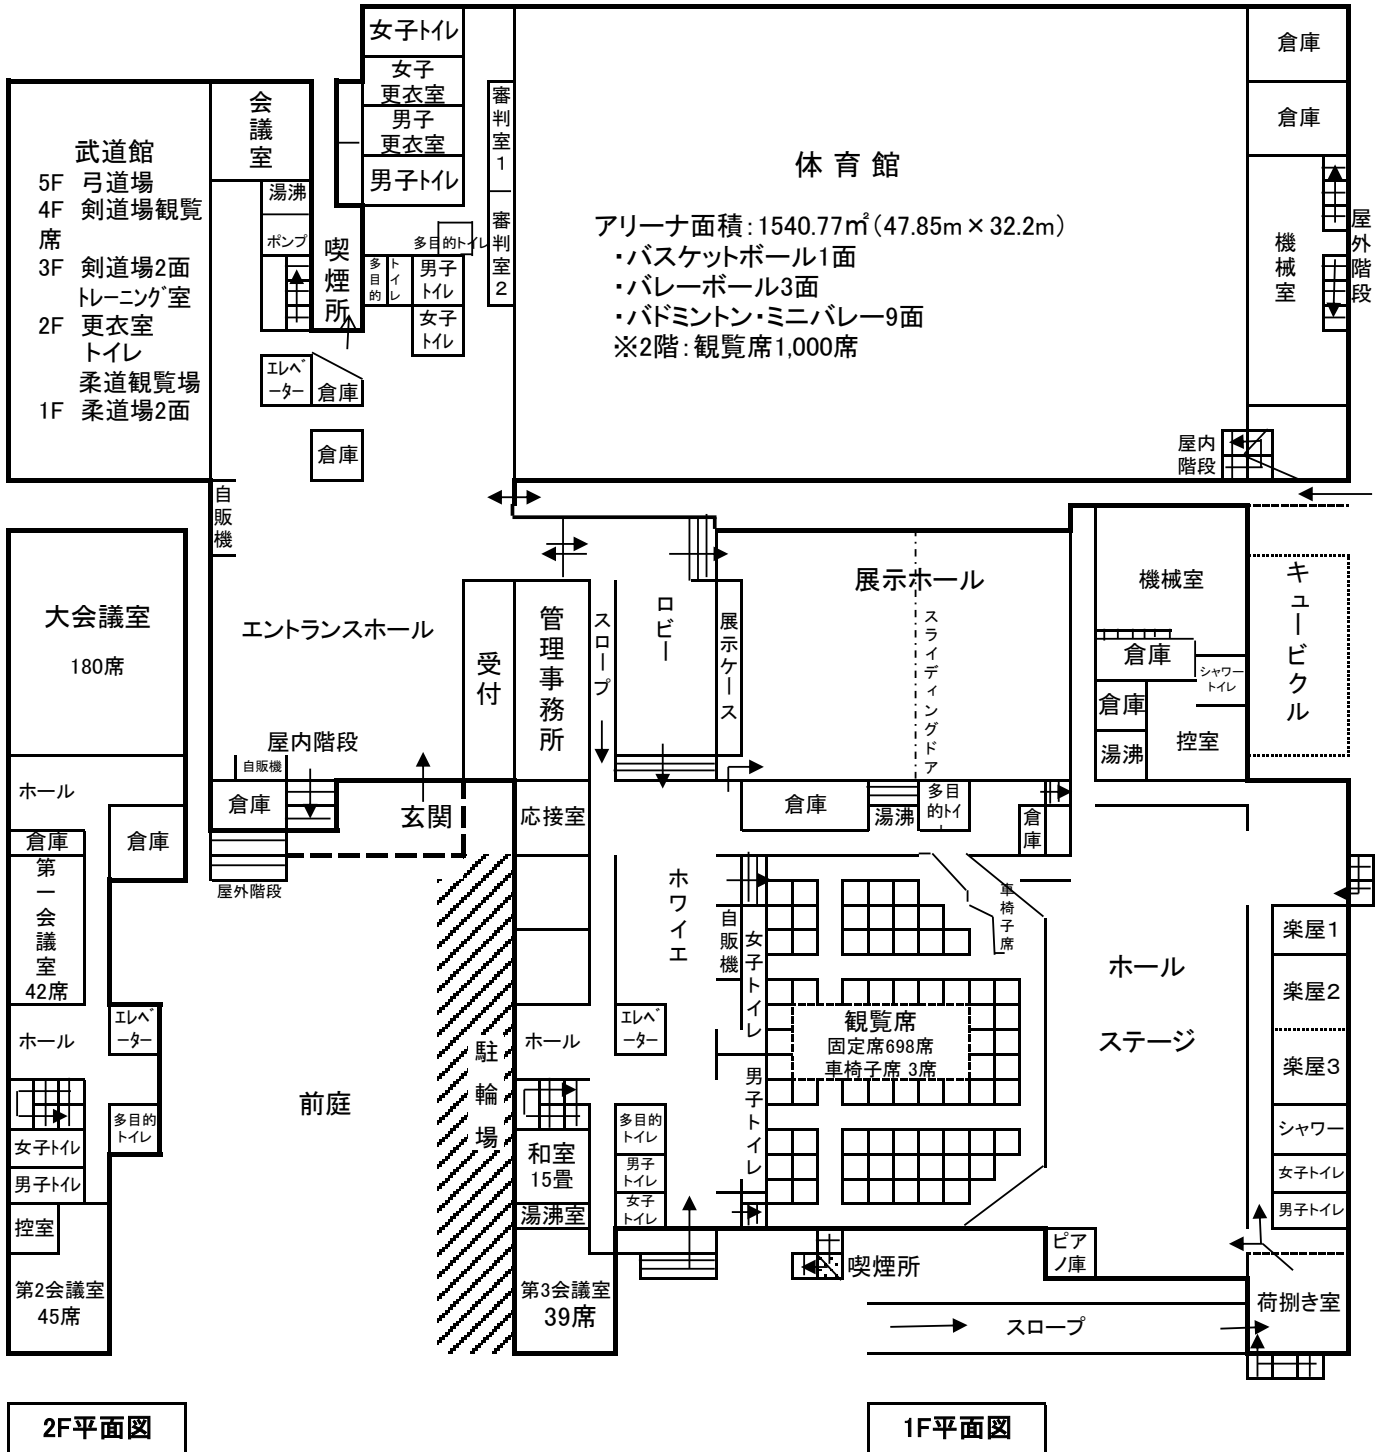 女子トイレ
女子
更衣室
男子
更衣室
男子トイレ
審判室1
審判室2
倉庫
倉庫
機械室
屋外階段
屋内
階段
体育館
アリーナ面積：1540.77㎡（47.85m×32.2m）
・バスケットボール1面
・バレーボール3面
・バドミントン・ミニバレー9面
※2階：観覧席1,000席
武道館
5F 弓道場
4F 剣道場観覧
席
3F 剣道場2面
トレーニング室
2F 更衣室
トイレ
柔道観覧場
1F 柔道場2面
会議室
湯沸
ポンプ
喫煙所
多目的トイレ
多目的
トイレ
男子
トイレ
女子
トイレ
エレベ
ーター
倉庫
倉庫
自販機
エントランスホール
受付
管理事務所
スロープ
ロビー
展示ケース
展示ホール
スライディングドア
機械室
倉庫
シャワー
トイレ
倉庫
湯沸
控室
キュービクル
大会議室
180席
ホール
倉庫
倉庫
第一会議室
42席
ホール
エレベ
ーター
多目的
トイレ
女子トイレ
男子トイレ
控室
第2会議室
45席
屋内階段
自販機
倉庫
屋外階段
玄関
前庭
駐輪場
応接室
ホール
和室
15畳
湯沸室
第3会議室
39席
ホワイエ
エレベ
ーター
多目的
トイレ
男子
トイレ
女子
トイレ
自販機
女子トイレ
男子トイレ
倉庫
湯沸
多目
的トイ
倉庫
車椅子席
観覧席
固定席698席
車椅子席 3席
ホール
ステージ
楽屋1
楽屋2
楽屋3
シャワー
女子トイレ
男子トイレ
喫煙所
ピア
ノ庫
荷捌き室
スロープ
2F平面図
1F平面図